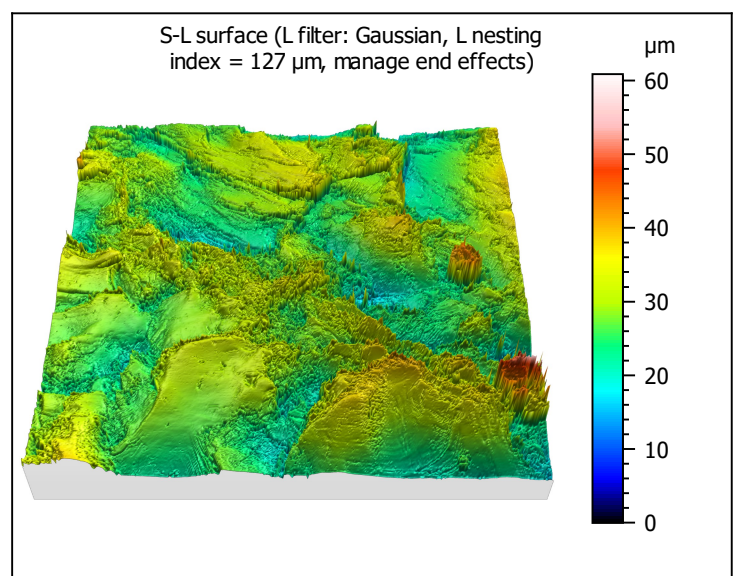 S-L surface (L filter: Gaussian, L nesting
index = 127 µm, manage end effects)
µm
60
50
40
30
20
10
0